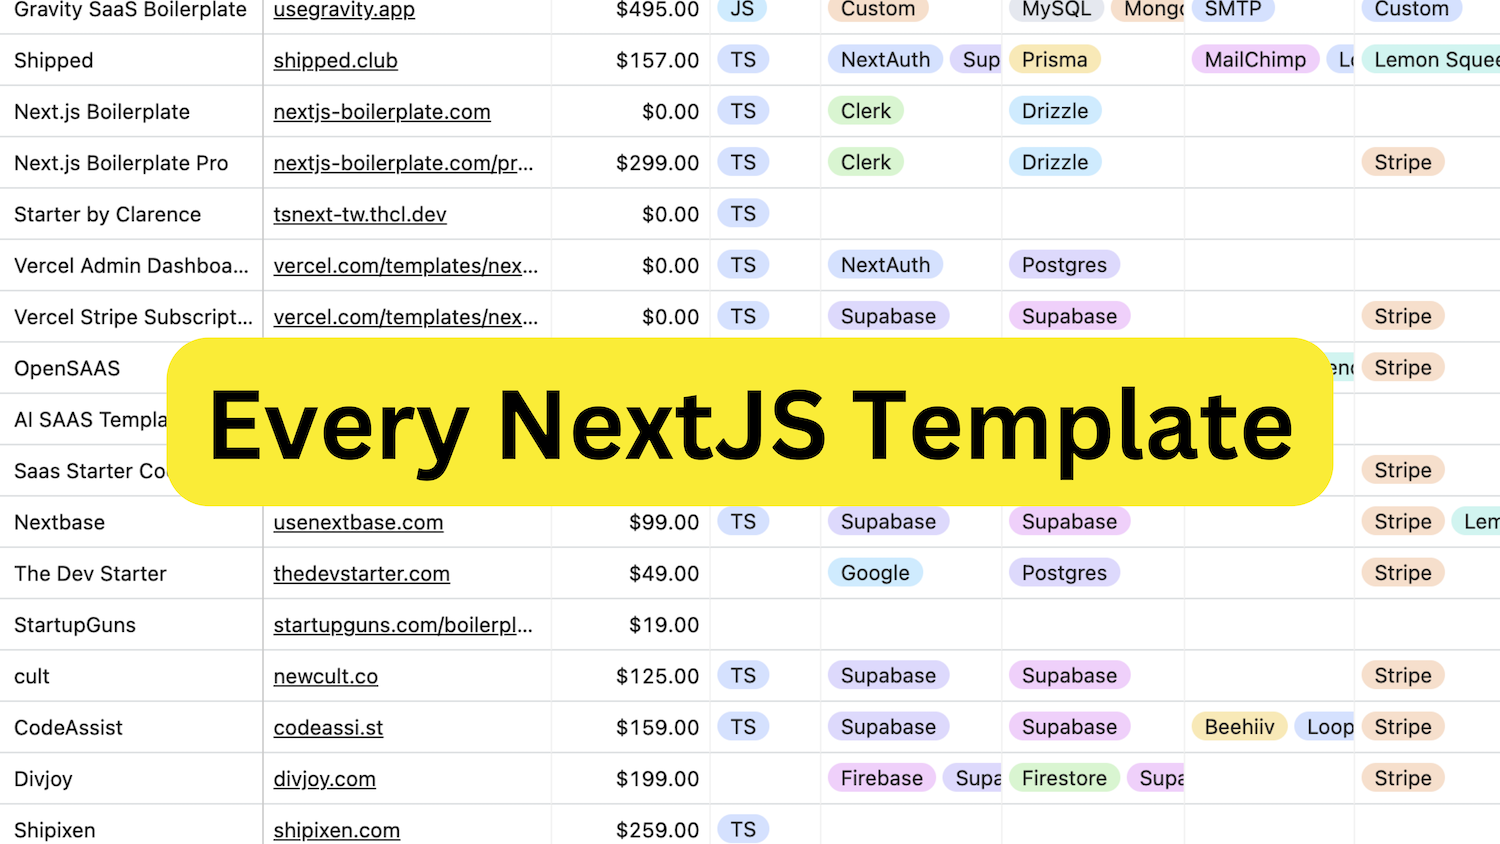 Gravity SaaS Boilerplate usegravity.app $495.00 JS Custom MySQL SMTP Custom
Shipped shipped.club $157.00 TS NextAuth Sup Prisma MailChimp Lemon Squee
Next.js Boilerplate nextjs-boilerplate.com $0.00 TS Clerk Drizzle
Next.js Boilerplate Pro nextjs-boilerplate.com/pr... $299.00 TS Clerk Drizzle Stripe
Starter by Clarence tsnext-tw.thcl.dev $0.00 TS
Vercel Admin Dashboa... vercel.com/templates/nex... $0.00 TS NextAuth Postgres
Vercel Stripe Subscript... vercel.com/templates/nex... $0.00 TS Supabase Supabase Stripe
OpenSAAS Stripe
Every NextJS Template
AI SAAS Templa
Saas Starter Co Stripe
Nextbase usenextbase.com $99.00 TS Supabase Supabase Stripe Lem
The Dev Starter thedevstarter.com $49.00 Google Postgres Stripe
StartupGuns startupguns.com/boilerpl... $19.00
cult newcult.co $125.00 TS Supabase Supabase Stripe
CodeAssist codeassi.st $159.00 TS Supabase Supabase Beehiiv Loop Stripe
Divjoy divjoy.com $199.00 Firebase Supa Firestore Supa Stripe
Shipixen shipixen.com $259.00 TS